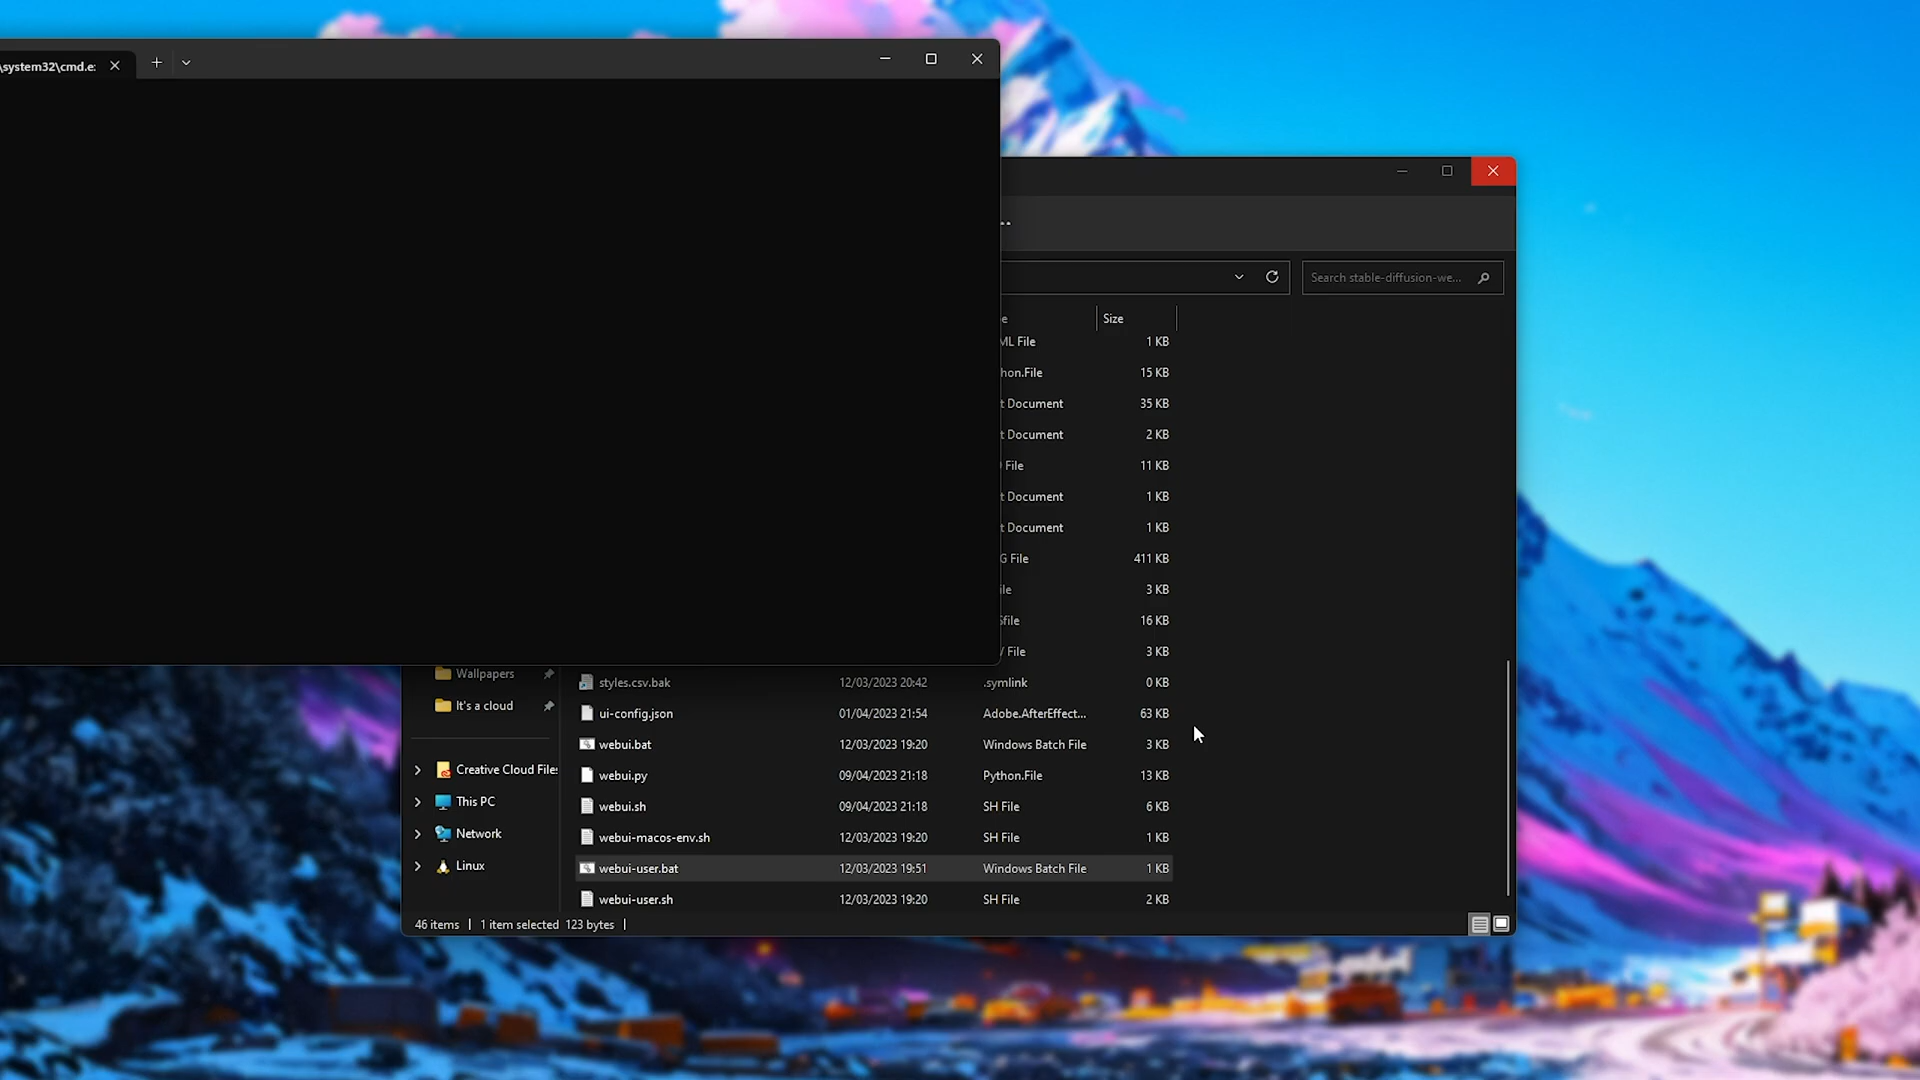 \system32\cmd.e:
Search stable-diffusion-we...
Size
ML File 1 KB
hon.File 15 KB
t Document 35 KB
t Document 2 KB
File 11 KB
t Document 1 KB
t Document 1 KB
G File 411 KB
ile 3 KB
file 16 KB
/ File 3 KB
Wallpapers
styles.csv.bak 12/03/2023 20:42 .symlink 0 KB
It's a cloud
ui-config.json 01/04/2023 21:54 Adobe.AfterEffect... 63 KB
webui.bat 12/03/2023 19:20 Windows Batch File 3 KB
Creative Cloud Files
webui.py 09/04/2023 21:18 Python.File 13 KB
This PC
webui.sh 09/04/2023 21:18 SH File 6 KB
Network
webui-macos-env.sh 12/03/2023 19:20 SH File 1 KB
Linux
webui-user.bat 12/03/2023 19:51 Windows Batch File 1 KB
webui-user.sh 12/03/2023 19:20 SH File 2 KB
46 items 1 item selected 123 bytes